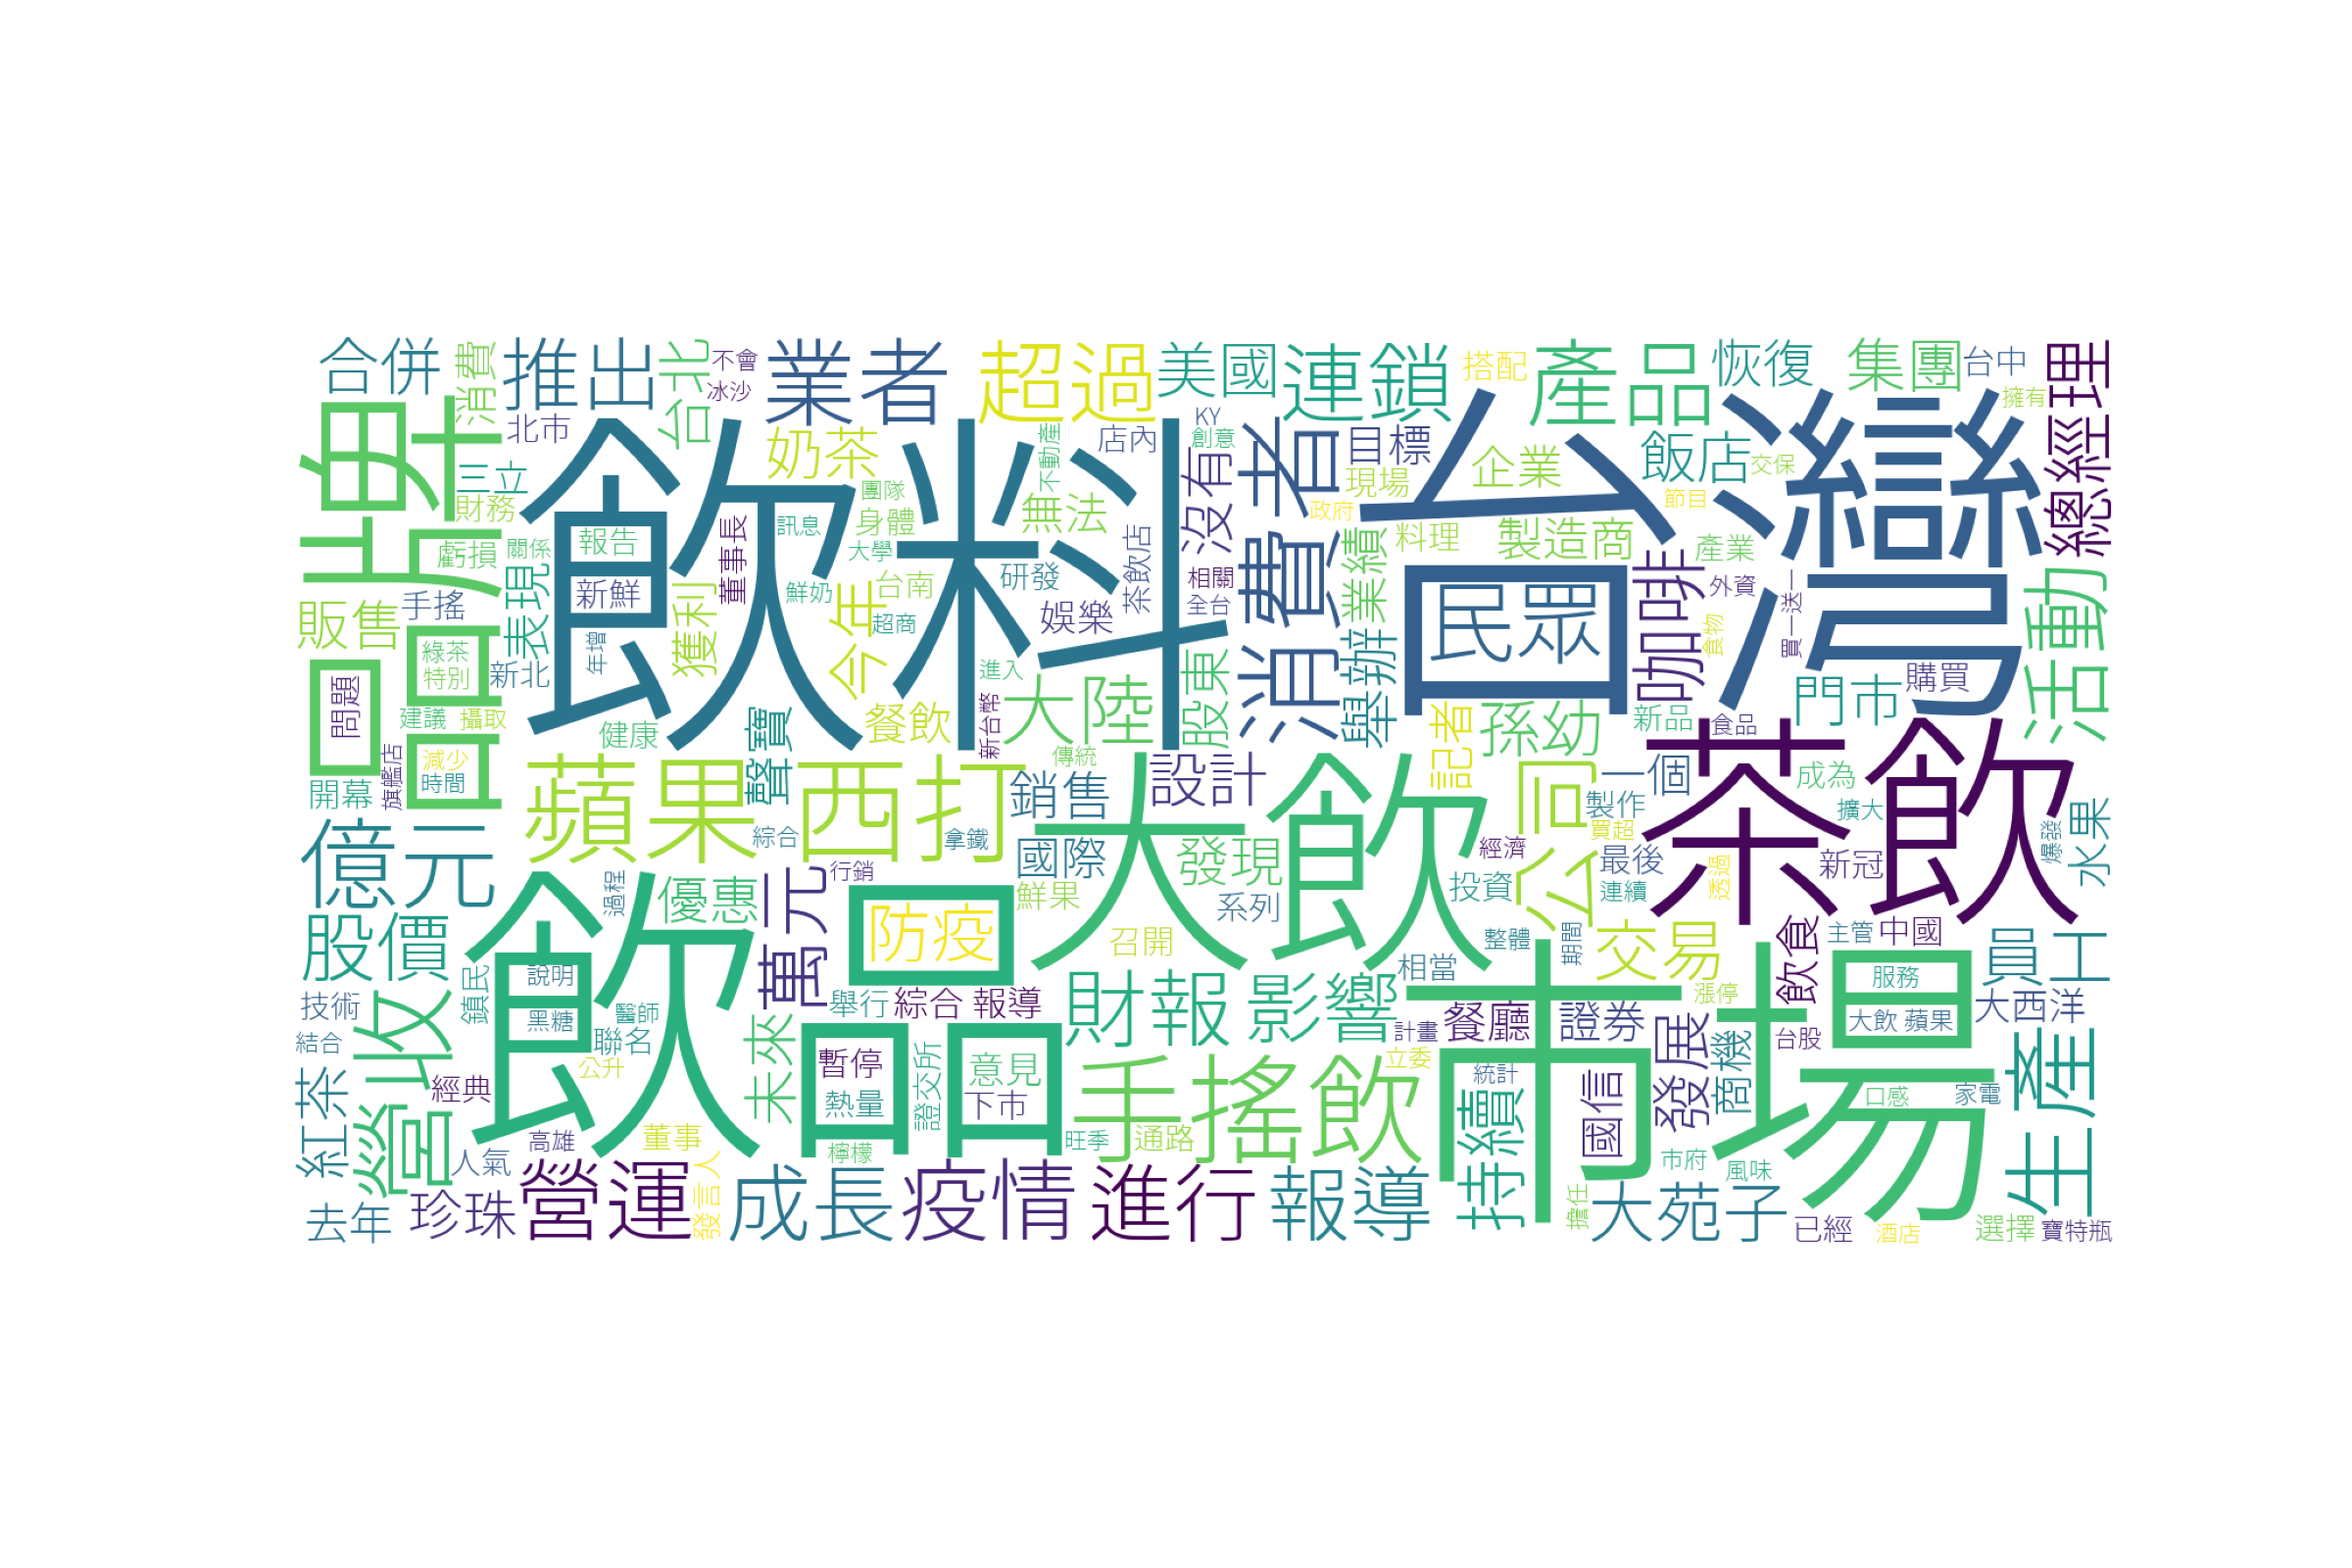 合併
推出
台北
不會
冰沙
業者
超過
美國
連鎖
搭配
產品
恢復
集團
台中
擁有
總經理
消費
北市
三立
財務
品牌
飲料
奶茶
團隊
身體
訊息
大學
不動產
店內
KY
創意
無法
沒有
消費者
目標
現場
政府
料理
企業
製造商
飯店
交保
節目
產業
台灣
虧損
關係
報告
新鮮
董事長
鮮奶
台南
超商
研發
茶飲店
相關
全台
業績
民眾
咖啡
外資
買一送一
食物
活動
販售
手搖
表現
獲利
今年
娛樂
綠茶
特別
新北
年增
進入
大陸
股東
舉辦
問題
建議
攝取
健康
聲寶
餐飲
新台幣
傳統
記者
孫幼
新品
食品
門市
購買
開幕
旗艦店
減少
時間
蘋果西打
銷售
設計
公司
一個
製作
買超
成為
擴大
茶飲
億元
綜合
拿鐵
國際
大飲
發現
經濟
投資
最後
連續
透過
新冠
爆發
水果
股價
過程
優惠
萬元
行銷
防疫
鮮果
系列
召開
整體
期間
相當
交易
飲食
主管
中國
員工
技術
結合
鎮民
說明
黑糖
醫師
聯名
公升
飲品
舉行
綜合 報導
財報
影響
計畫
餐廳
證券
漲停
台股
服務
大飲 蘋果
大西洋
營收
紅茶
經典
未來
暫停
熱量
證交所
意見
下市
手搖飲
立委
統計
市場
國信
發展
商機
口感
家電
生產
高雄
人氣
董事
檸檬
旺季
通路
持續
市府
風味
去年
珍珠
營運
發言人
成長
疫情
進行
報導
擔任
大苑子
已經
酒店
選擇
寶特瓶